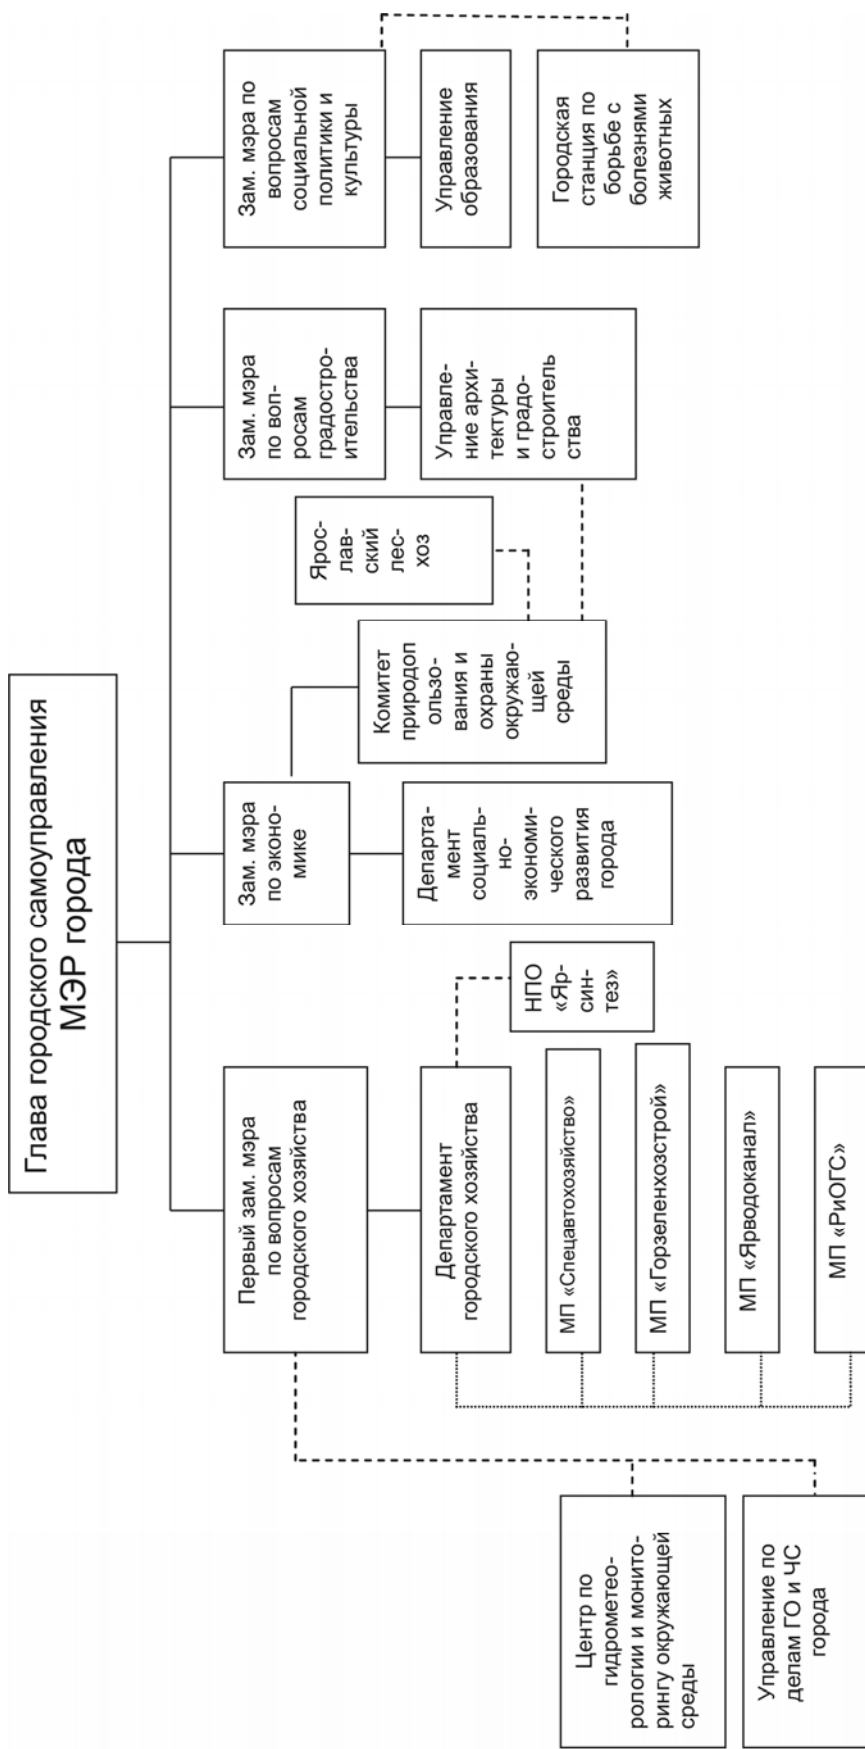 Глава городского самоуправления
МЭР города
Первый зам. мэра
по вопросам
городского хозяйства
Зам. мэра
по эконо-
мике
Зам. мэра
по воп-
росам
градостро-
ительства
Зам. мэра по
вопросам
социальной
политики и
культуры
Департамент
городского хозяйства
НПО
«Яр-
син-
тез»
МП «Спецавтохозяйство»
МП «Горзеленхозстрой»
МП «Ярводоканал»
МП «РиОГС»
Центр по
гидрометео-
рологии и монито-
рингу окружающей
среды
Управление по
делам ГО и ЧС
города
Департа-
мент
социаль-
но-
экономи-
ческого
развития
города
Комитет
природоп
ользо-
вания и
охраны
окружаю-
щей
среды
Ярос-
лав-
ский
лес-
хоз
Управле-
ние архи-
тектуры
и градо-
строитель
ства
Управление
образования
Городская
станция по
борьбе с
болезнями
животных